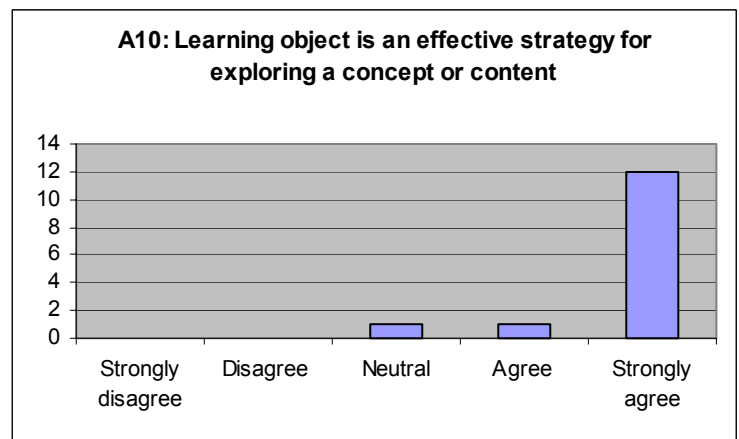 A10: Learning object is an effective strategy for
exploring a concept or content
14
12
10
8
6
4
2
0
Strongly disagree
Disagree
Neutral
Agree
Strongly agree